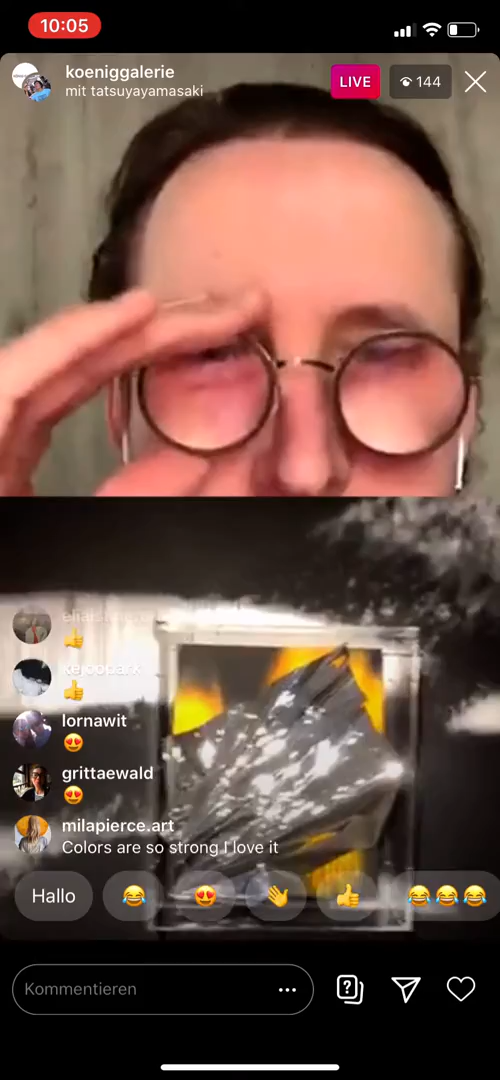 10:05
koeniggalerie
mit tatsuyayamasaki
LIVE
144
kejoopark
lornawit
grittaewald
milapierce.art
Colors are so strong I love it
Hallo
Kommentieren